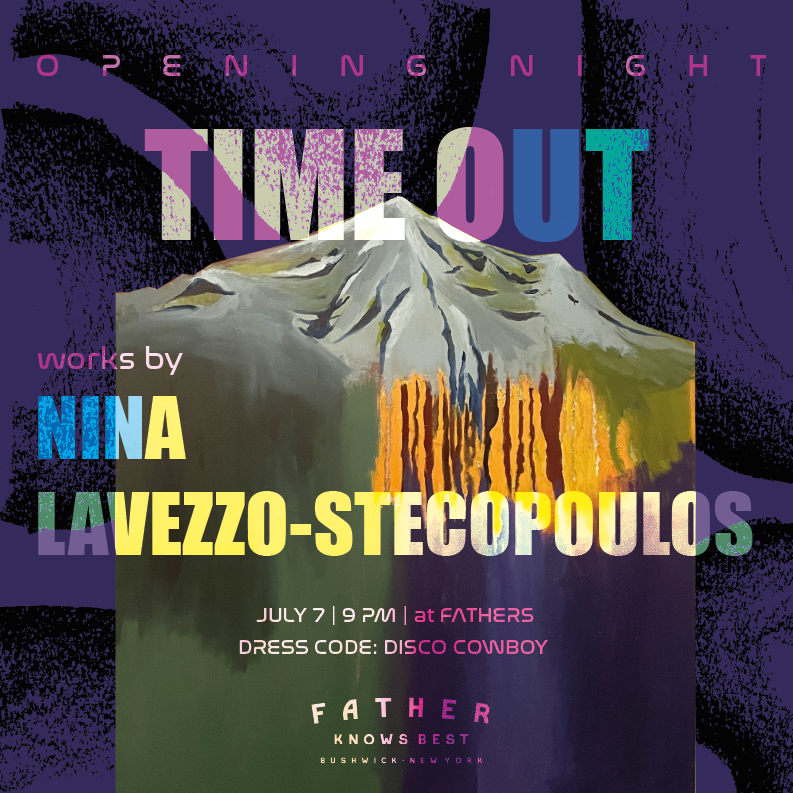 OPENING NIGHT
TIME OUT
works by
NINA
LAVEZZO-STECOPOULOS
JULY 7 | 9 PM | at FATHERS
DRESS CODE: DISCO COWBOY
FATHER
KNOWS BEST
BUSHWICK·NEW YORK